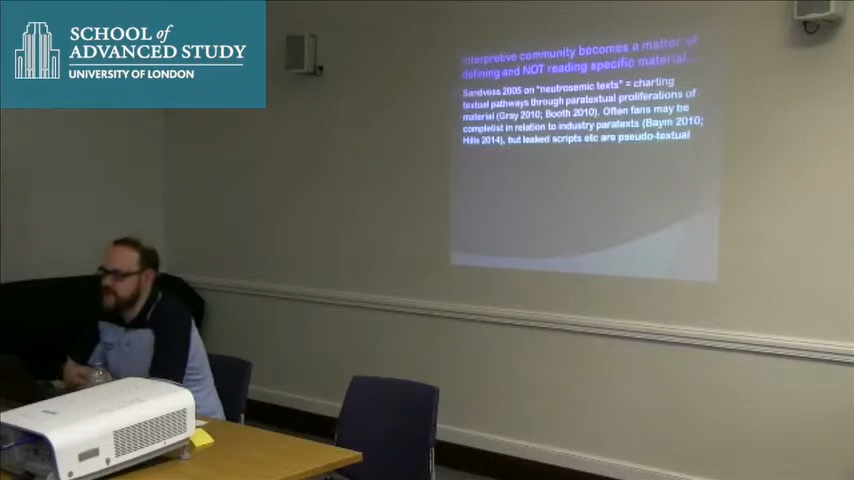 SCHOOL of
ADVANCED STUDY
UNIVERSITY OF LONDON
Interpretive community becomes a matter of
defining and NOT reading specific material...
Sandvoss 2005 on "neutrosemic texts" = charting
textual pathways through paratextual proliferations of
material (Gray 2010; Booth 2010). Often fans may be
completist in relation to industry paratexts (Baym 2010;
Hills 2014), but leaked scripts etc are pseudo-textual